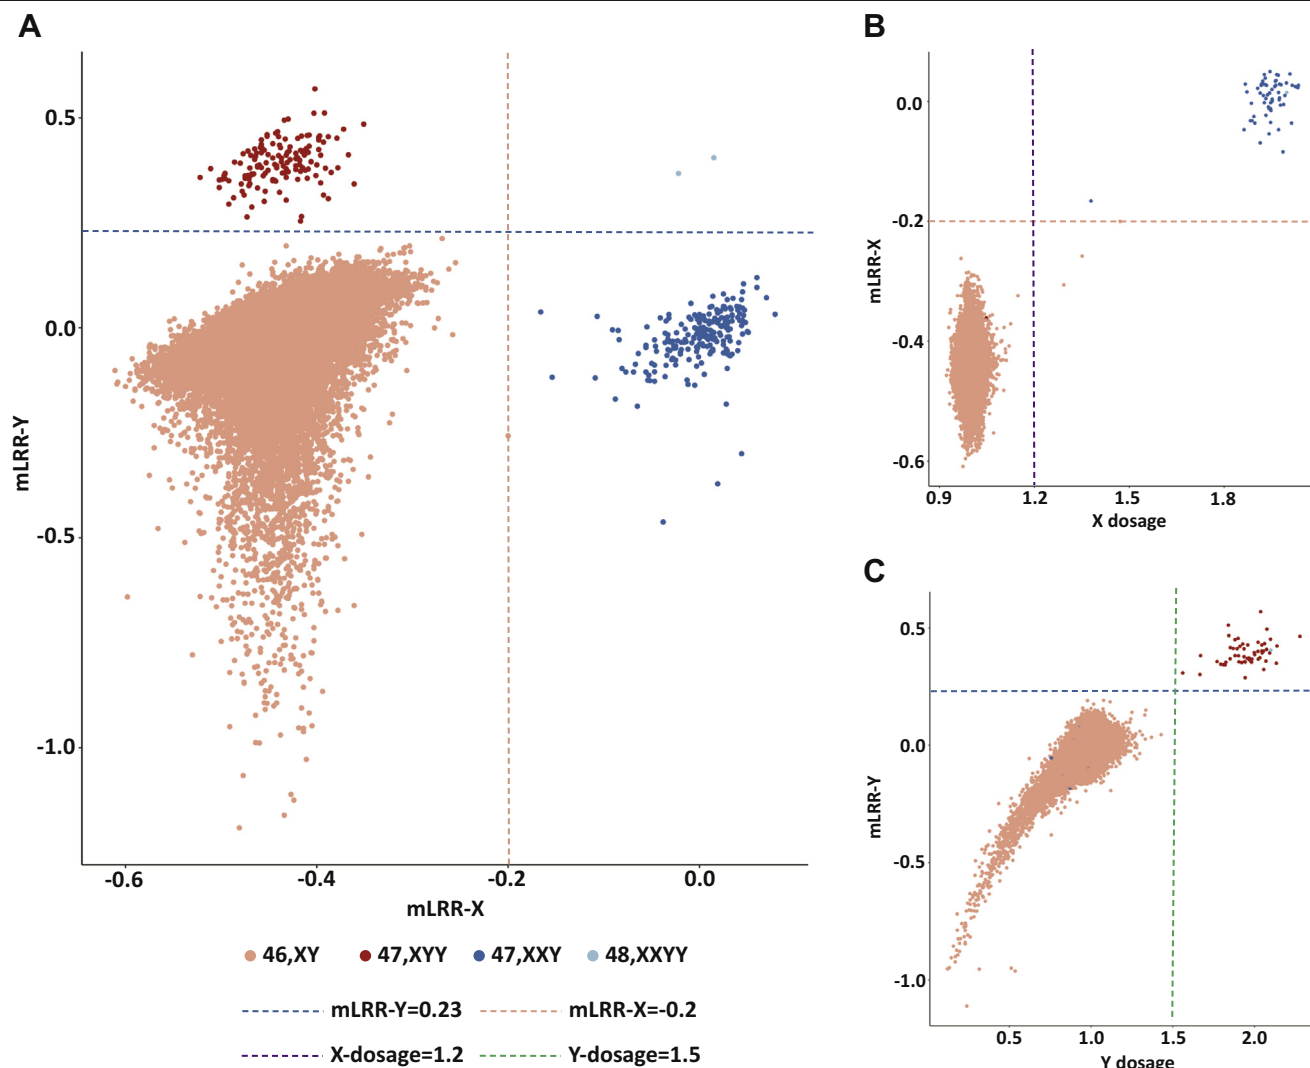 A
0.5
0.0
-0.5
-1.0
mLRR-Y
-0.6 -0.4 -0.2 0.0
mLRR-X
46,XY 47,XYY 47,XXY 48,XXYY
mLRR-Y=0.23 mLRR-X=-0.2
X-dosage=1.2 Y-dosage=1.5
B
0.0
-0.2
-0.4
-0.6
mLRR-X
0.9 1.2 1.5 1.8
X dosage
C
0.5
0.0
-0.5
-1.0
mLRR-Y
0.5 1.0 1.5 2.0
Y dosage